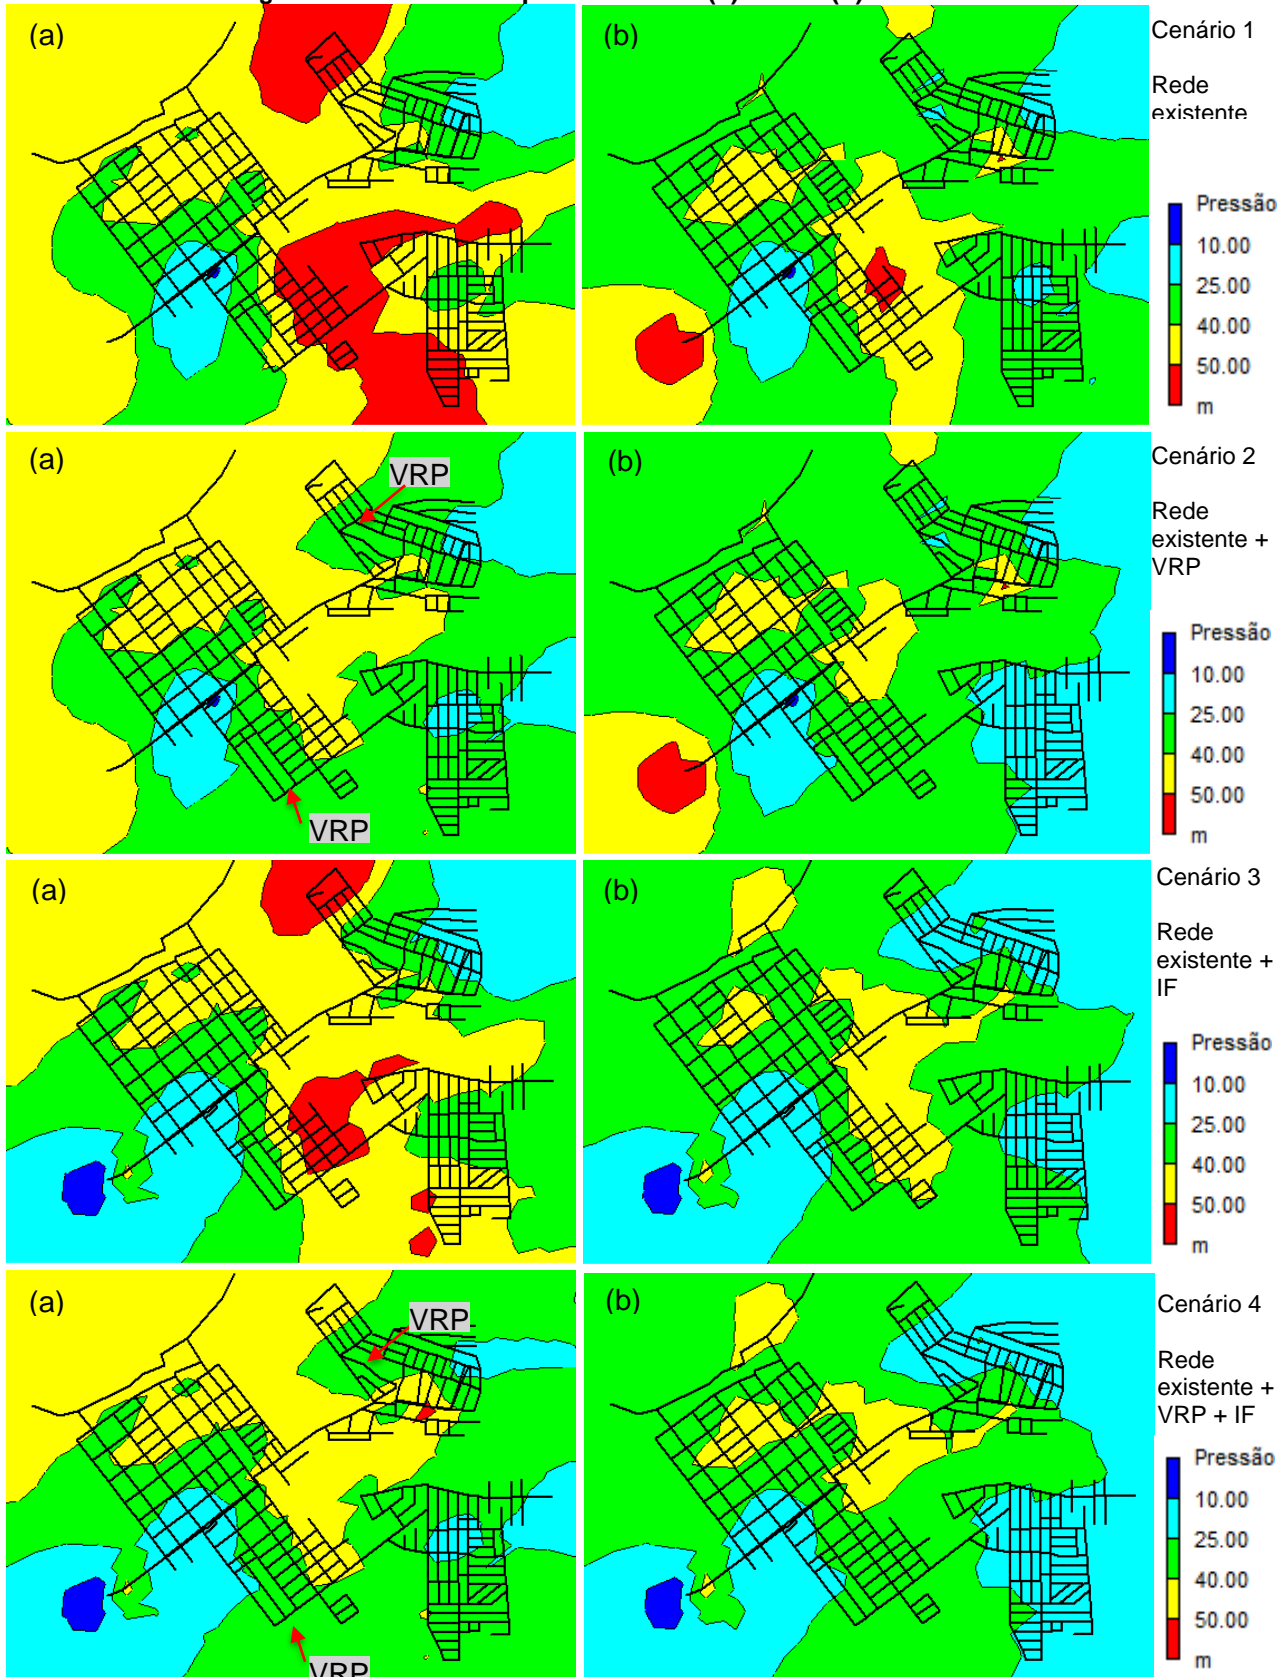 (a)
(b)
Cenário 1
Rede
existente
Pressão
10.00
25.00
40.00
50.00
m
(a)
VRP
VRP
(b)
Cenário 2
Rede
existente +
VRP
Pressão
10.00
25.00
40.00
50.00
m
(a)
(b)
Cenário 3
Rede
existente +
IF
Pressão
10.00
25.00
40.00
50.00
m
(a)
VRP
VRP
(b)
Cenário 4
Rede
existente +
VRP + IF
Pressão
10.00
25.00
40.00
50.00
m